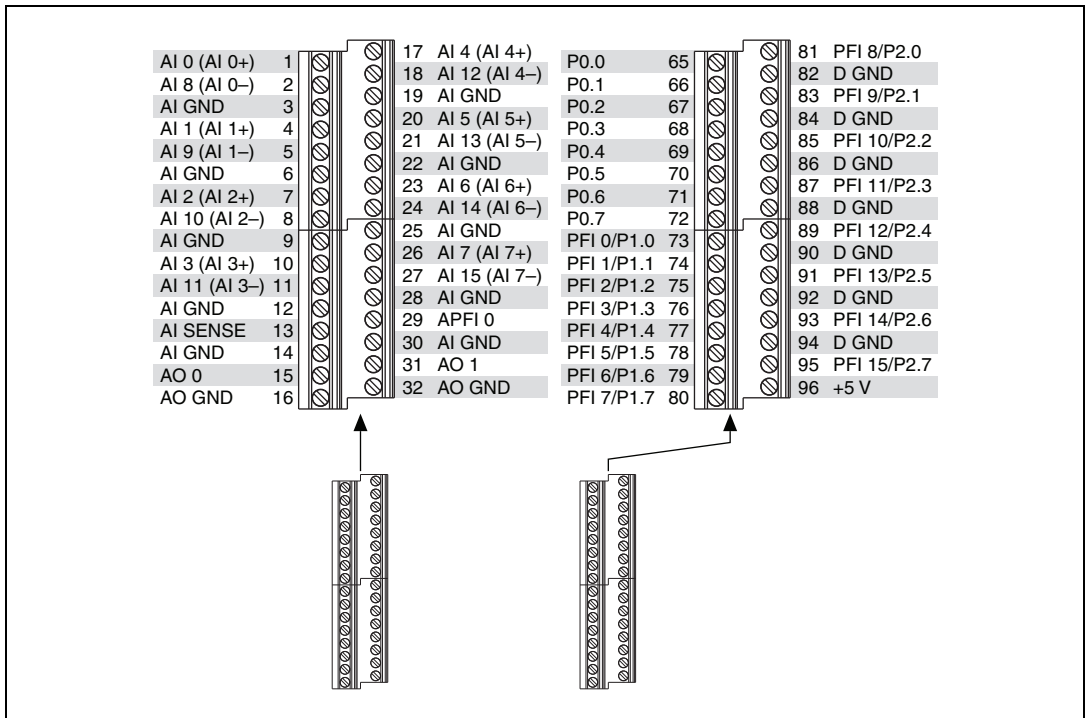 AI 0 (AI 0+) 1
AI 8 (AI 0–) 2
AI GND 3
AI 1 (AI 1+) 4
AI 9 (AI 1–) 5
AI GND 6
AI 2 (AI 2+) 7
AI 10 (AI 2–) 8
AI GND 9
AI 3 (AI 3+) 10
AI 11 (AI 3–) 11
AI GND 12
AI SENSE 13
AI GND 14
AO 0 15
AO GND 16
17 AI 4 (AI 4+)
18 AI 12 (AI 4–)
19 AI GND
20 AI 5 (AI 5+)
21 AI 13 (AI 5–)
22 AI GND
23 AI 6 (AI 6+)
24 AI 14 (AI 6–)
25 AI GND
26 AI 7 (AI 7+)
27 AI 15 (AI 7–)
28 AI GND
29 APFI 0
30 AI GND
31 AO 1
32 AO GND
P0.0 65
P0.1 66
P0.2 67
P0.3 68
P0.4 69
P0.5 70
P0.6 71
P0.7 72
PFI 0/P1.0 73
PFI 1/P1.1 74
PFI 2/P1.2 75
PFI 3/P1.3 76
PFI 4/P1.4 77
PFI 5/P1.5 78
PFI 6/P1.6 79
PFI 7/P1.7 80
81 PFI 8/P2.0
82 D GND
83 PFI 9/P2.1
84 D GND
85 PFI 10/P2.2
86 D GND
87 PFI 11/P2.3
88 D GND
89 PFI 12/P2.4
90 D GND
91 PFI 13/P2.5
92 D GND
93 PFI 14/P2.6
94 D GND
95 PFI 15/P2.7
96 +5 V